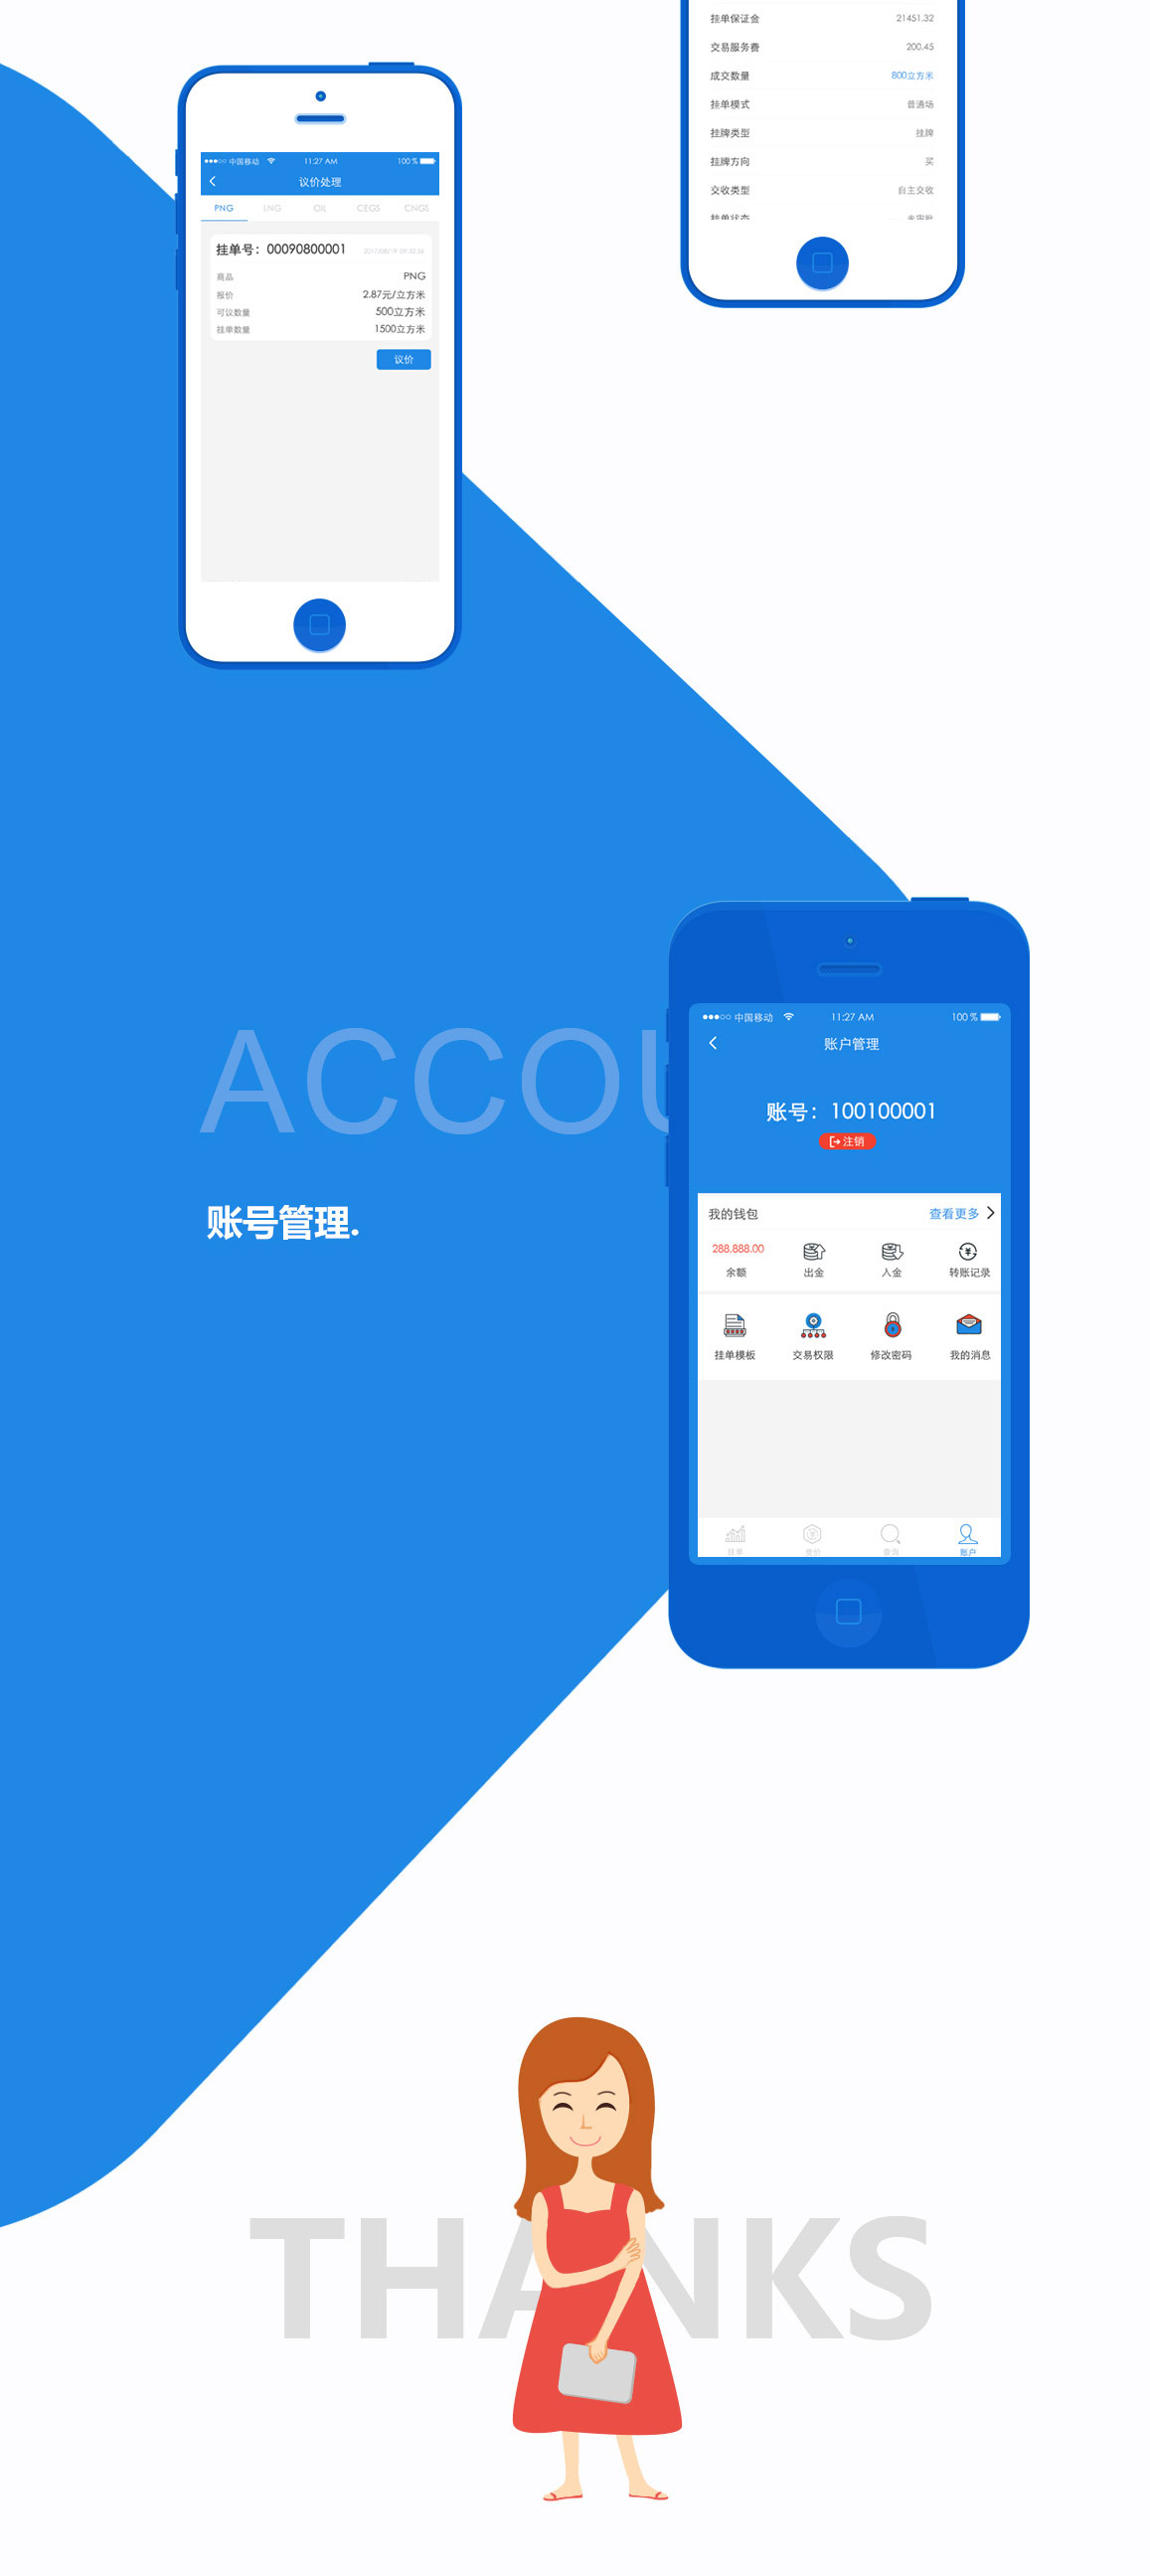 挂单保证金 21451.32
交易服务费 200.45
成交数量 800立方米
挂单模式 普通场
挂牌类型 挂牌
挂牌方向 买
交收类型 自主交收
挂单状态
中国移动 11:27 AM 100 %
议价处理
PNG LNG OIL CEGS CNGS
挂单号：00090800001
商品 PNG
报价 2.87元/立方米
可议数量 500立方米
挂单数量 1500立方米
议价
ACCOU
账号管理.
中国移动 11:27 AM 100 %
账户管理
账号：100100001
注销
我的钱包 查看更多
288,888.00
余额 出金 入金 转账记录
挂单模板 交易权限 修改密码 我的消息
挂单 竞价 查询 账户
THANKS